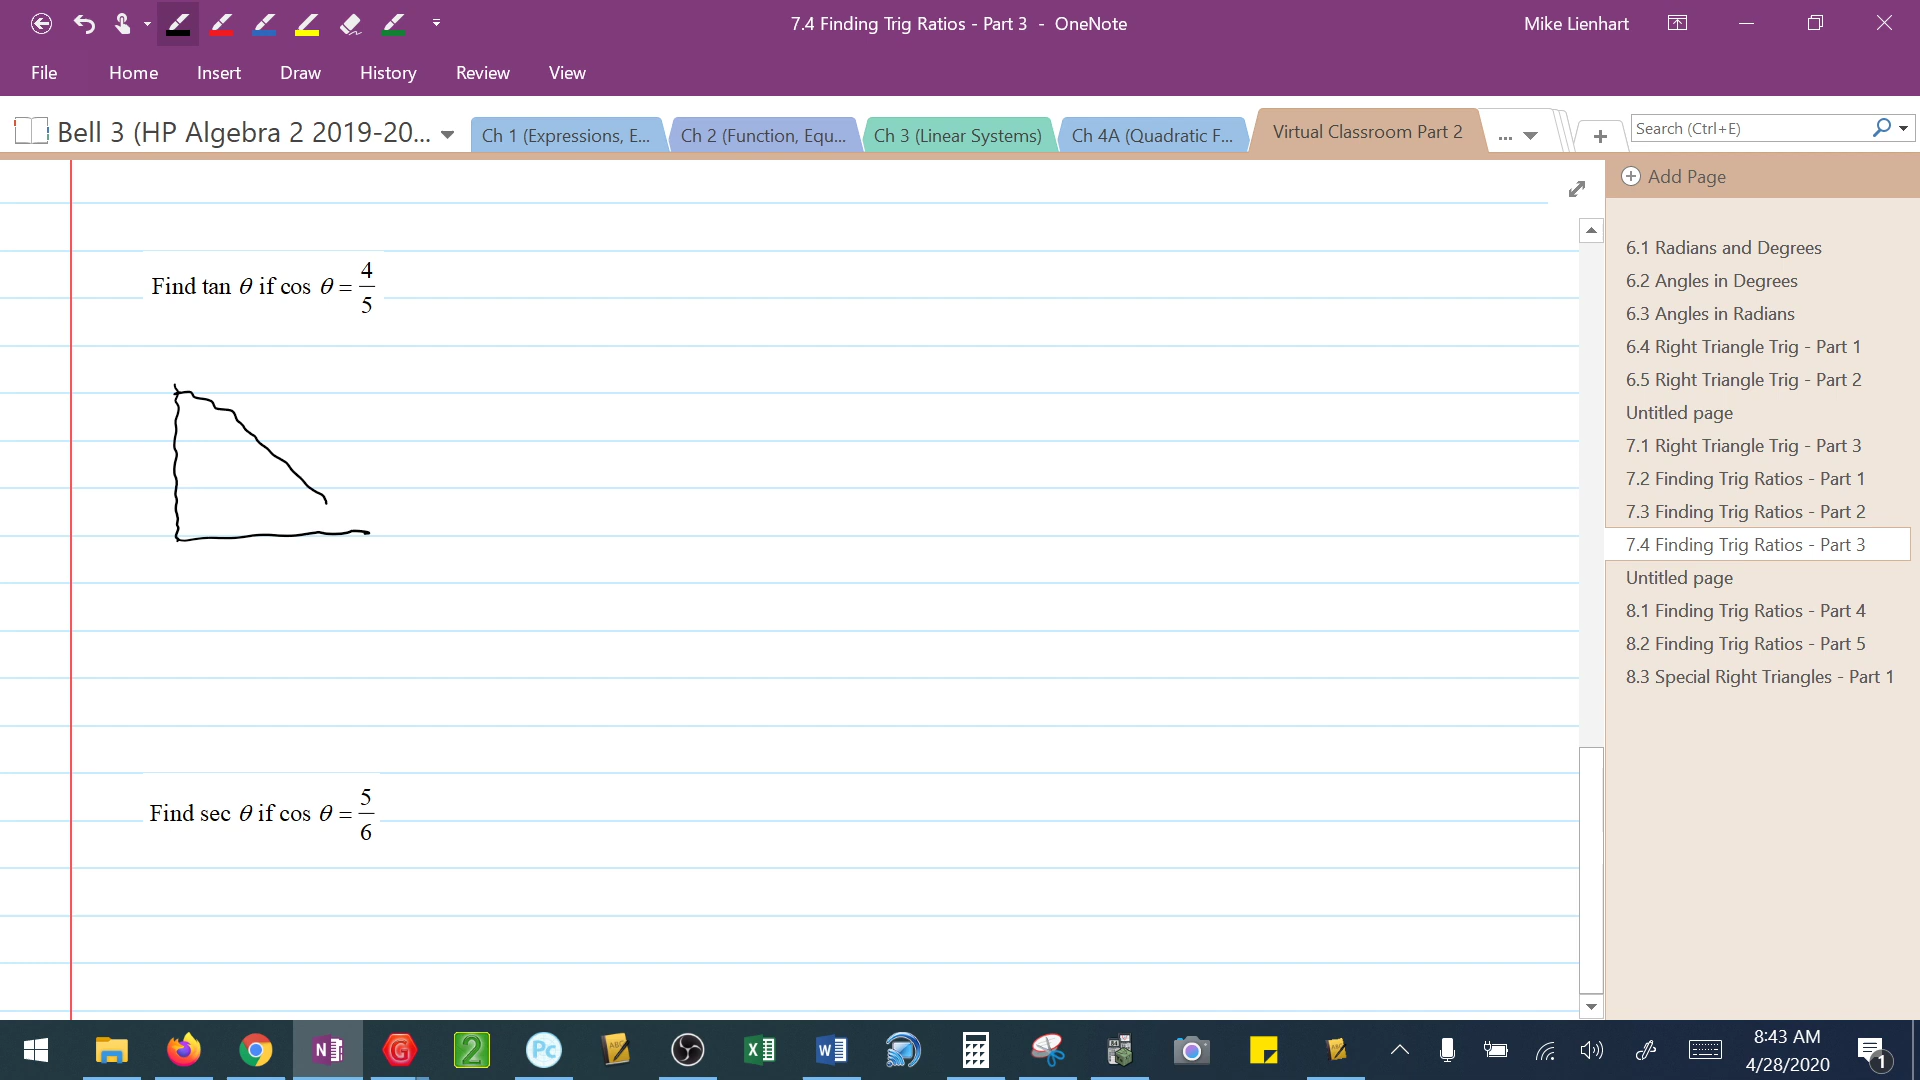 7.4 Finding Trig Ratios - Part 3 - OneNote
Mike Lienhart
File Home Insert Draw History Review View
Bell 3 (HP Algebra 2 2019-20...
Ch 1 (Expressions, E...
Ch 2 (Function, Equ...
Ch 3 (Linear Systems)
Ch 4A (Quadratic F...
Virtual Classroom Part 2
...
Search (Ctrl+E)
Add Page
Find tan θ if cos θ = 4/5
Find sec θ if cos θ = 5/6
6.1 Radians and Degrees
6.2 Angles in Degrees
6.3 Angles in Radians
6.4 Right Triangle Trig - Part 1
6.5 Right Triangle Trig - Part 2
Untitled page
7.1 Right Triangle Trig - Part 3
7.2 Finding Trig Ratios - Part 1
7.3 Finding Trig Ratios - Part 2
7.4 Finding Trig Ratios - Part 3
Untitled page
8.1 Finding Trig Ratios - Part 4
8.2 Finding Trig Ratios - Part 5
8.3 Special Right Triangles - Part 1
N
G
2
Pc
ABC
X
W
84
ABC
8:43 AM
4/28/2020
1